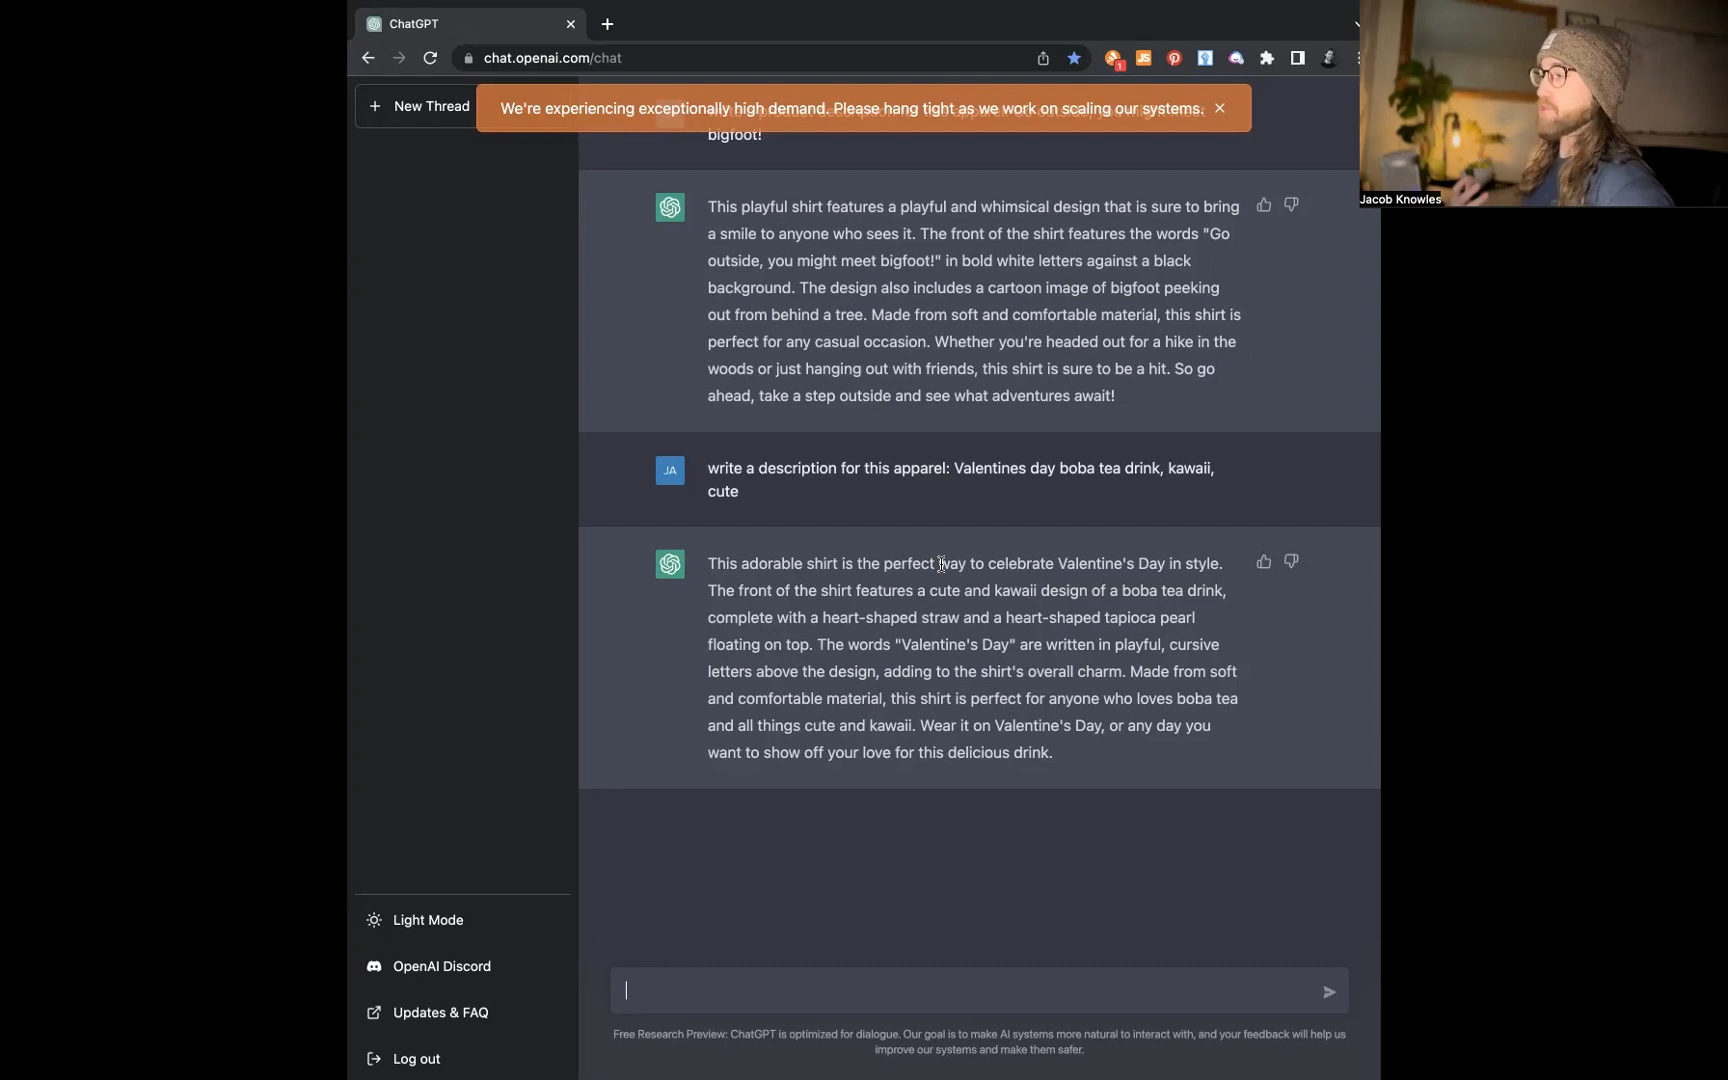 ChatGPT
chat.openai.com/chat
1
JS
New Thread
We're experiencing exceptionally high demand. Please hang tight as we work on scaling our systems.
bigfoot!
Jacob Knowles
This playful shirt features a playful and whimsical design that is sure to bring
a smile to anyone who sees it. The front of the shirt features the words "Go
outside, you might meet bigfoot!" in bold white letters against a black
background. The design also includes a cartoon image of bigfoot peeking
out from behind a tree. Made from soft and comfortable material, this shirt is
perfect for any casual occasion. Whether you're headed out for a hike in the
woods or just hanging out with friends, this shirt is sure to be a hit. So go
ahead, take a step outside and see what adventures await!
JA
write a description for this apparel: Valentines day boba tea drink, kawaii,
cute
This adorable shirt is the perfect way to celebrate Valentine's Day in style.
The front of the shirt features a cute and kawaii design of a boba tea drink,
complete with a heart-shaped straw and a heart-shaped tapioca pearl
floating on top. The words "Valentine's Day" are written in playful, cursive
letters above the design, adding to the shirt's overall charm. Made from soft
and comfortable material, this shirt is perfect for anyone who loves boba tea
and all things cute and kawaii. Wear it on Valentine's Day, or any day you
want to show off your love for this delicious drink.
Light Mode
OpenAI Discord
Updates & FAQ
Log out
Free Research Preview: ChatGPT is optimized for dialogue. Our goal is to make AI systems more natural to interact with, and your feedback will help us
improve our systems and make them safer.